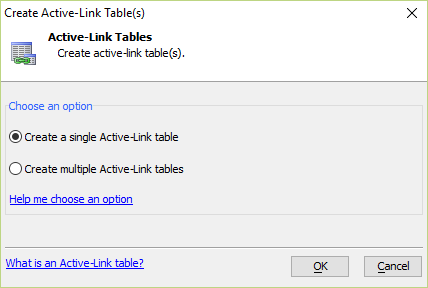 Create Active-Link Table(s)
Active-Link Tables
Create active-link table(s).
Choose an option
Create a single Active-Link table
Create multiple Active-Link tables
Help me choose an option
What is an Active-Link table?
OK
Cancel